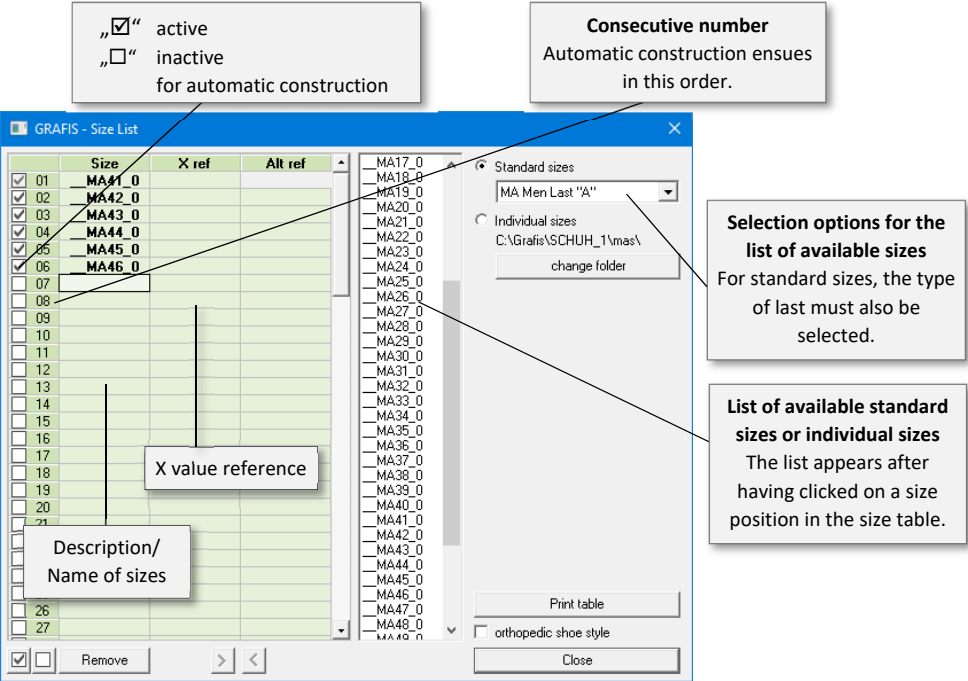 „☑“ active
„☐“ inactive
for automatic construction
Consecutive number
Automatic construction ensues
in this order.
GRAFIS - Size List
Size X ref Alt ref
01 __MA41_0
02 __MA42_0
03 __MA43_0
04 __MA44_0
05 __MA45_0
06 __MA46_0
07
08
09
10
11
12
13
14
15
16
17
18
19
20
21
26
27
X value reference
Description/
Name of sizes
Remove
>
<
__MA17_0
__MA18_0
__MA19_0
__MA20_0
__MA21_0
__MA22_0
__MA23_0
__MA24_0
__MA25_0
__MA26_0
__MA27_0
__MA28_0
__MA29_0
__MA30_0
__MA31_0
__MA32_0
__MA33_0
__MA34_0
__MA35_0
__MA36_0
__MA37_0
__MA38_0
__MA39_0
__MA40_0
__MA41_0
__MA42_0
__MA43_0
__MA44_0
__MA45_0
__MA46_0
__MA47_0
__MA48_0
__MA49_0
Standard sizes
MA Men Last "A"
Individual sizes
C:\Grafis\SCHUH_1\mas\
change folder
Print table
orthopedic shoe style
Close
Selection options for the
list of available sizes
For standard sizes, the type
of last must also be
selected.
List of available standard
sizes or individual sizes
The list appears after
having clicked on a size
position in the size table.